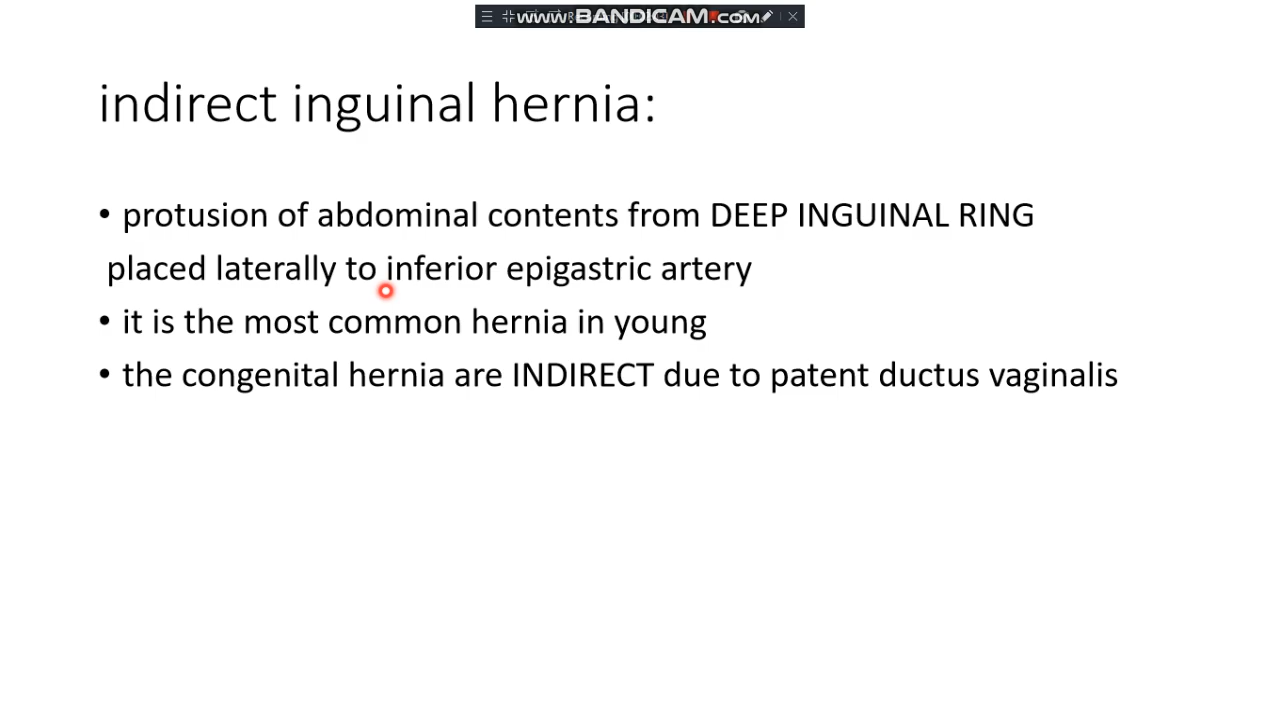 www.BANDICAM.com
indirect inguinal hernia:
• protusion of abdominal contents from DEEP INGUINAL RING
placed laterally to inferior epigastric artery
• it is the most common hernia in young
• the congenital hernia are INDIRECT due to patent ductus vaginalis